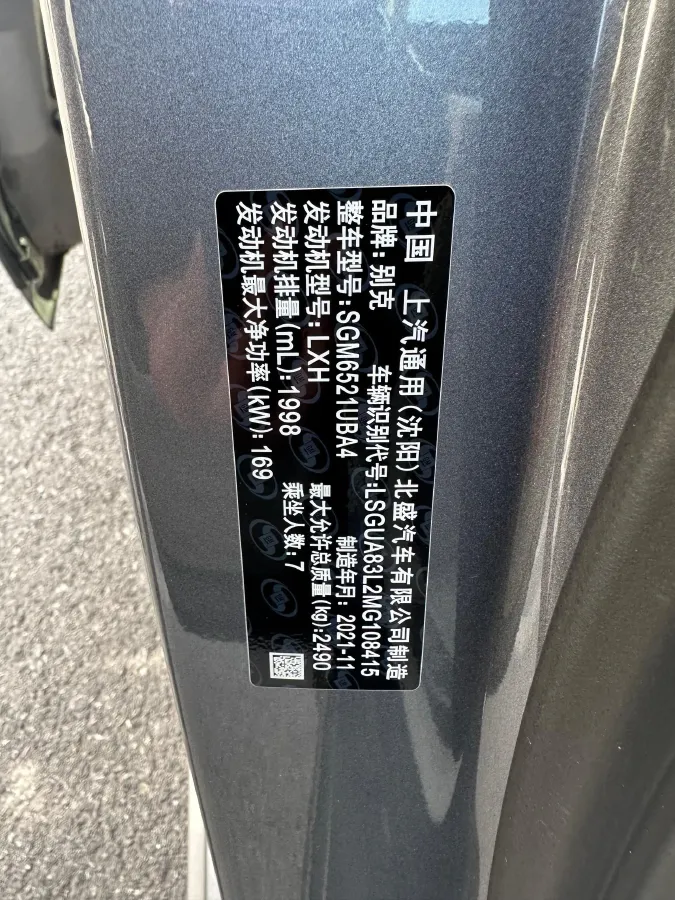 中国 上汽通用(沈阳)北盛汽车有限公司制造
品牌:别克 车辆识别代号:LSGUA83L2MG108415
整车型号:SGM6521UBA4 制造年月:2021-11
发动机型号:LXH 最大允许总质量(kg):2490
发动机排量(mL):1998 乘坐人数:7
发动机最大净功率(kW):169